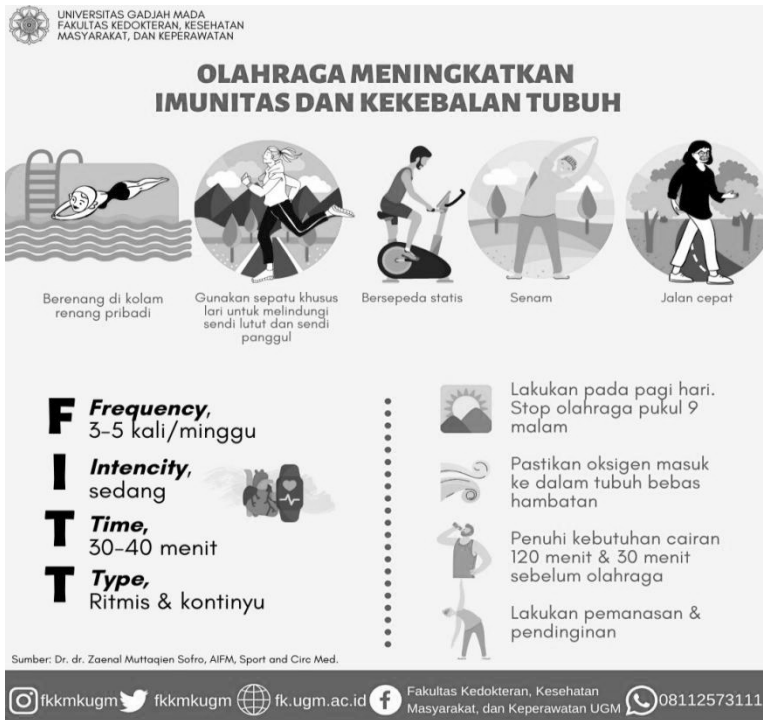 UNIVERSITAS GADJAH MADA
FAKULTAS KEDOKTERAN, KESEHATAN
MASYARAKAT, DAN KEPERAWATAN
OLAHRAGA MENINGKATKAN
IMUNITAS DAN KEKEBALAN TUBUH
Berenang di kolam
renang pribadi
Gunakan sepatu khusus
lari untuk melindungi
sendi lutut dan sendi
panggul
Bersepeda statis
Senam
Jalan cepat
F Frequency,
3-5 kali/minggu
I Intencity,
sedang
T Time,
30-40 menit
T Type,
Ritmis & kontinyu
Lakukan pada pagi hari.
Stop olahraga pukul 9
malam
Pastikan oksigen masuk
ke dalam tubuh bebas
hambatan
Penuhi kebutuhan cairan
120 menit & 30 menit
sebelum olahraga
Lakukan pemanasan &
pendinginan
Sumber: Dr. dr. Zaenal Muttaqien Sofro, AIFM, Sport and Circ Med.
fkkmkugm
fkkmkugm
fk.ugm.ac.id
Fakultas Kedokteran, Kesehatan
Masyarakat, dan Keperawatan UGM
08112573111